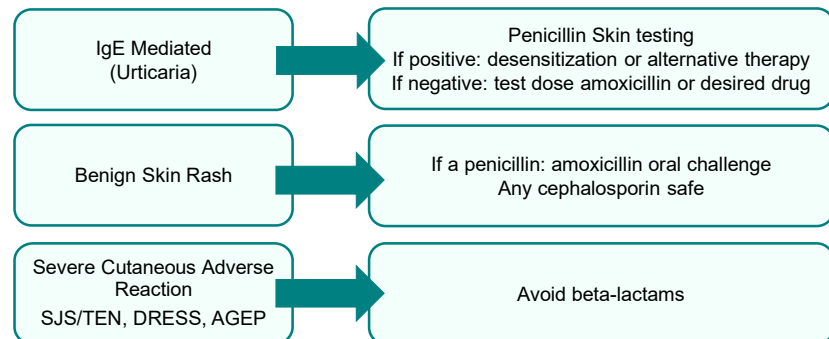 IgE Mediated
(Urticaria)
Penicillin Skin testing
If positive: desensitization or alternative therapy
If negative: test dose amoxicillin or desired drug
Benign Skin Rash
If a penicillin: amoxicillin oral challenge
Any cephalosporin safe
Severe Cutaneous Adverse
Reaction
SJS/TEN, DRESS, AGEP
Avoid beta-lactams